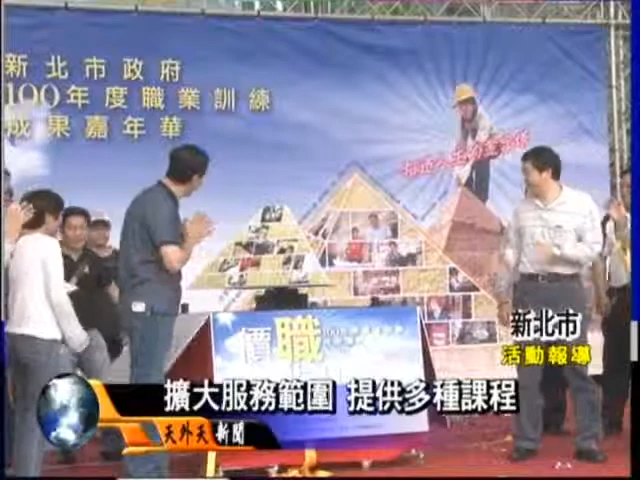 新北市政府
100年度職業訓練
成果嘉年華
價職
新北市
活動報導
擴大服務範圍 提供多種課程
天外天新聞